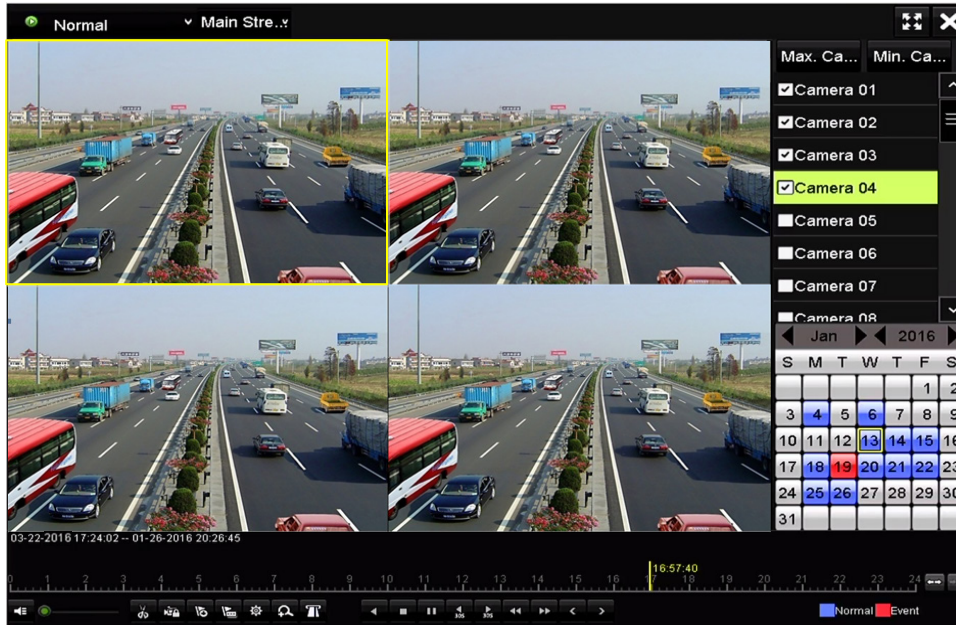 Normal Main Stre..
Max. Ca... Min. Ca...
Camera 01
Camera 02
Camera 03
Camera 04
Camera 05
Camera 06
Camera 07
Camera 08
Jan 2016
S M T W T F S
1 2
3 4 5 6 7 8 9
10 11 12 13 14 15 16
17 18 19 20 21 22 23
24 25 26 27 28 29 30
31
03-22-2016 17:24:02 -- 01-26-2016 20:26:45
16:57:40
0 1 2 3 4 5 6 7 8 9 10 11 12 13 14 15 16 17 18 19 20 21 22 23 24
30S 30S
Normal Event